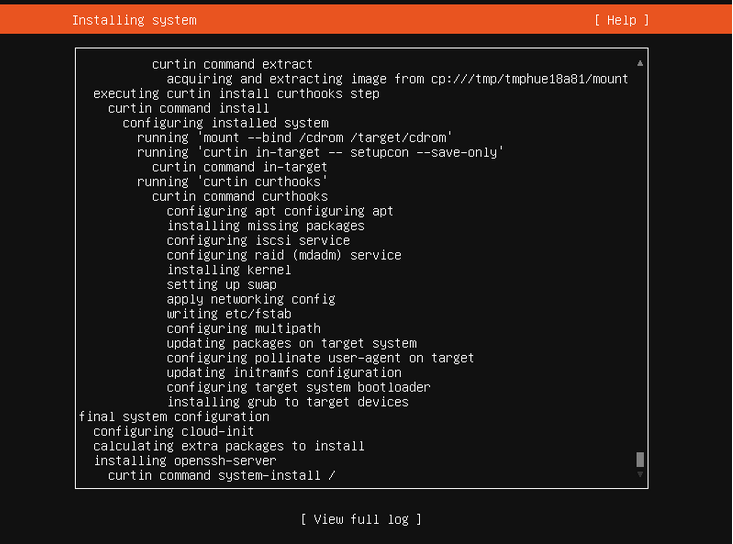 Installing system [ Help ]
curtin command extract
acquiring and extracting image from cp:///tmp/tmphue18a81/mount
executing curtin install curthooks step
curtin command install
configuring installed system
running 'mount --bind /cdrom /target/cdrom'
running 'curtin in-target -- setupcon --save-only'
curtin command in-target
running 'curtin curthooks'
curtin command curthooks
configuring apt configuring apt
installing missing packages
configuring iscsi service
configuring raid (mdadm) service
installing kernel
setting up swap
apply networking config
writing etc/fstab
configuring multipath
updating packages on target system
configuring pollinate user-agent on target
updating initramfs configuration
configuring target system bootloader
installing grub to target devices
final system configuration
configuring cloud-init
calculating extra packages to install
installing openssh-server
curtin command system-install /
[ View full log ]